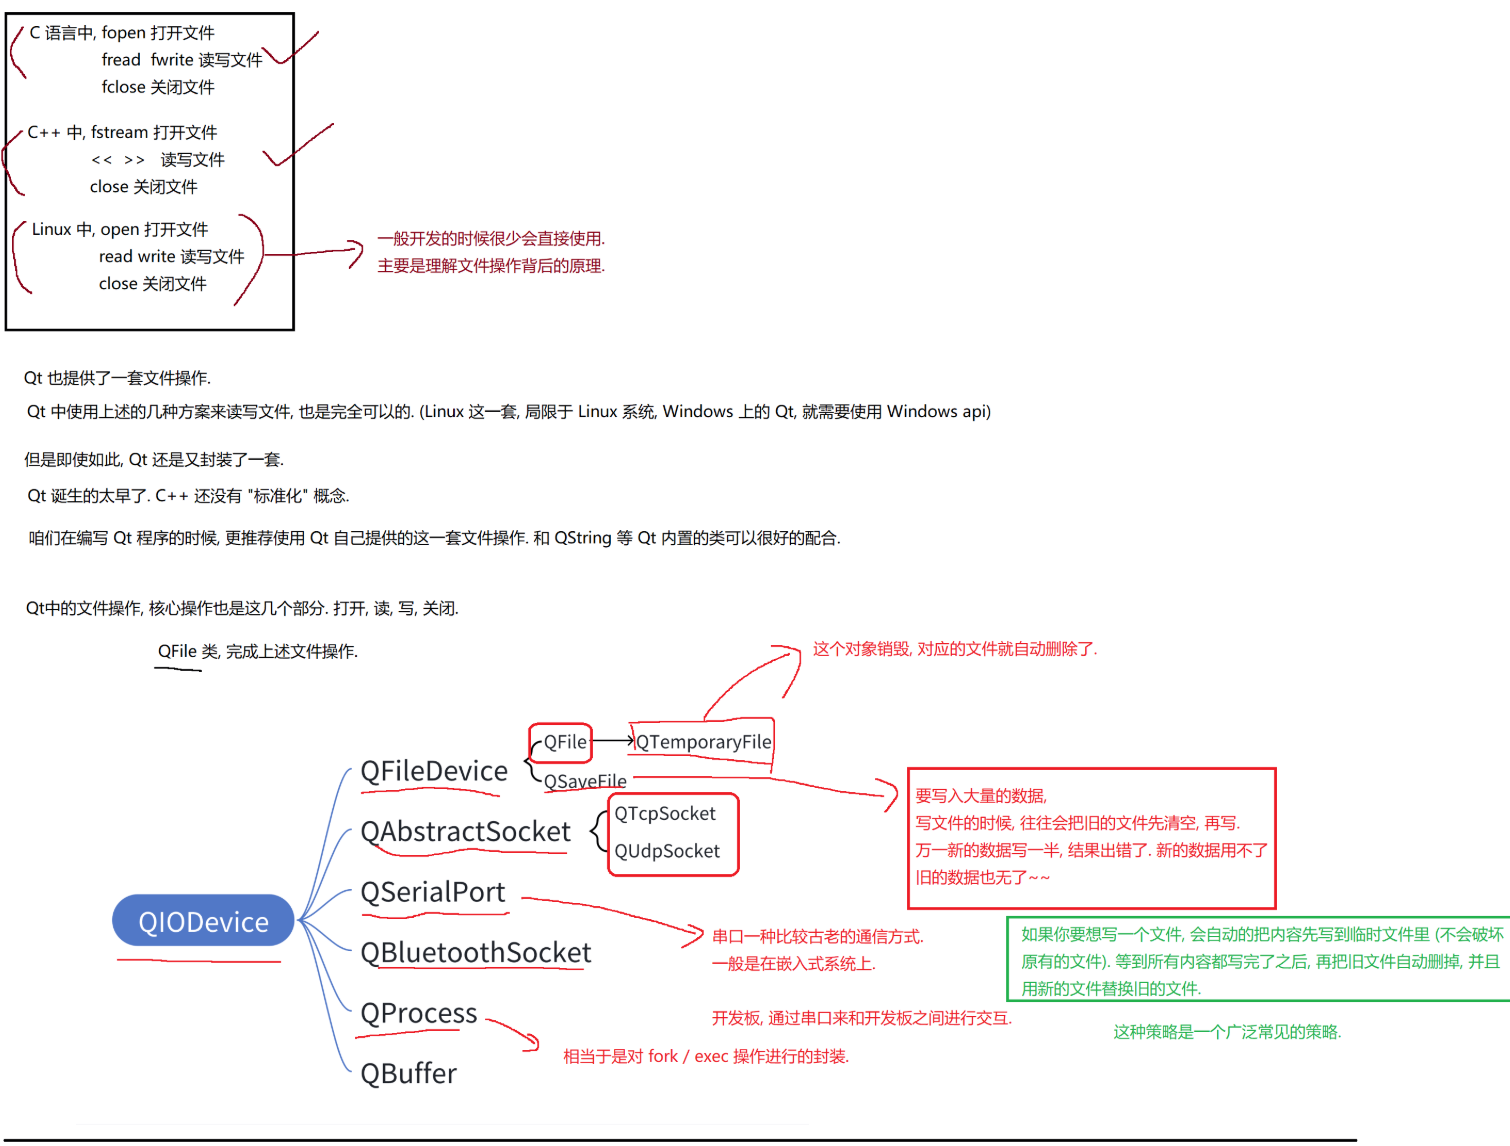 C 语言中, fopen 打开文件
fread  fwrite 读写文件
fclose 关闭文件
C++ 中, fstream 打开文件
<<  >>   读写文件
close 关闭文件
Linux 中, open 打开文件
read write 读写文件
close 关闭文件
一般开发的时候很少会直接使用.
主要是理解文件操作背后的原理.
Qt 也提供了一套文件操作.
Qt 中使用上述的几种方案来读写文件, 也是完全可以的. (Linux 这一套, 局限于 Linux 系统, Windows 上的 Qt, 就需要使用 Windows api)
但是即使如此, Qt 还是又封装了一套.
Qt 诞生的太早了. C++ 还没有 "标准化" 概念.
咱们在编写 Qt 程序的时候, 更推荐使用 Qt 自己提供的这一套文件操作. 和 QString 等 Qt 内置的类可以很好的配合.
Qt中的文件操作, 核心操作也是这几个部分. 打开, 读, 写, 关闭.
QFile 类, 完成上述文件操作.
这个对象销毁, 对应的文件就自动删除了.
QFile
QTemporaryFile
QFileDevice
QSaveFile
要写入大量的数据,
写文件的时候, 往往会把旧的文件先清空, 再写.
万一新的数据写一半, 结果出错了. 新的数据用不了
旧的数据也无了~~
QTcpSocket
QAbstractSocket
QUdpSocket
QSerialPort
QIODevice
串口一种比较古老的通信方式.
一般是在嵌入式系统上.
如果你要想写一个文件, 会自动的把内容先写到临时文件里 (不会破坏
原有的文件). 等到所有内容都写完了之后, 再把旧文件自动删掉, 并且
用新的文件替换旧的文件.
QBluetoothSocket
QProcess
开发板, 通过串口来和开发板之间进行交互.
这种策略是一个广泛常见的策略.
相当于是对 fork / exec 操作进行的封装.
QBuffer